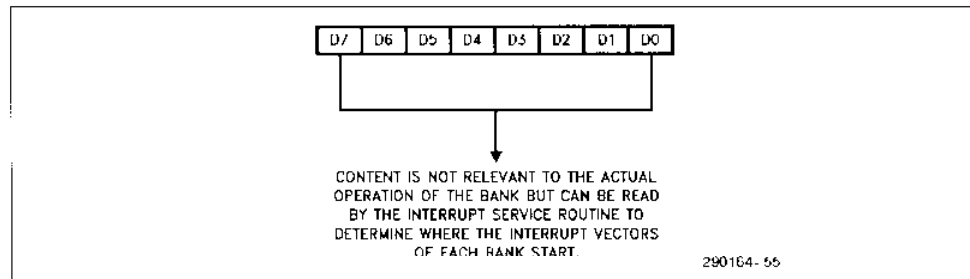 D7 D6 D5 D4 D3 D2 D1 D0
CONTENT IS NOT RELEVANT TO THE ACTUAL
OPERATION OF THE BANK BUT CAN BE READ
BY THE INTERRUPT SERVICE ROUTINE TO
DETERMINE WHERE THE INTERRUPT VECTORS
OF EACH BANK START.
290164-55